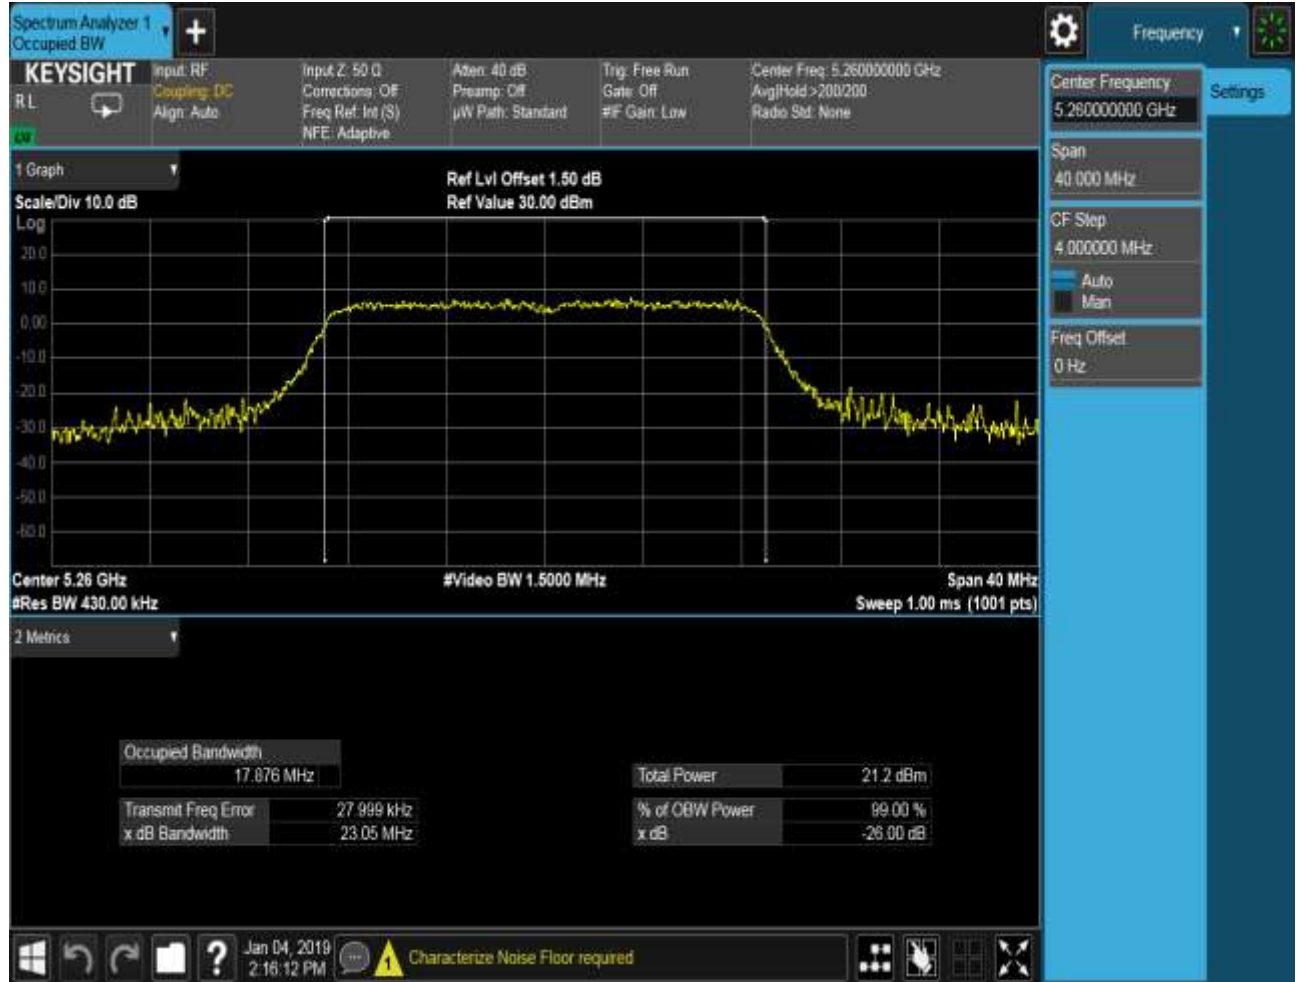 Spectrum Analyzer 1
Occupied BW
Frequency
KEYSIGHT
R L
Input: RF
Coupling: DC
Align: Auto
Input Z: 50 Ω
Corrections: Off
Freq Ref: Int (S)
NFE: Adaptive
Atten: 40 dB
Preamp: Off
µW Path: Standard
Trig: Free Run
Gate: Off
#IF Gain: Low
Center Freq: 5.260000000 GHz
Avg|Hold:>200/200
Radio Std: None
Center Frequency
5.260000000 GHz
Settings
Span
40.000 MHz
CF Step
4.000000 MHz
Auto
Man
Freq Offset
0 Hz
1 Graph
Scale/Div 10.0 dB
Ref Lvl Offset 1.50 dB
Ref Value 30.00 dBm
Log
20.0
10.0
0.00
-10.0
-20.0
-30.0
-40.0
-50.0
-60.0
Center 5.26 GHz
#Video BW 1.5000 MHz
Span 40 MHz
#Res BW 430.00 kHz
Sweep 1.00 ms (1001 pts)
2 Metrics
Occupied Bandwidth
17.876 MHz
Transmit Freq Error 27.999 kHz
x dB Bandwidth 23.05 MHz
Total Power 21.2 dBm
% of OBW Power 99.00 %
x dB -26.00 dB
?
Jan 04, 2019
2:16:12 PM
1
Characterize Noise Floor required